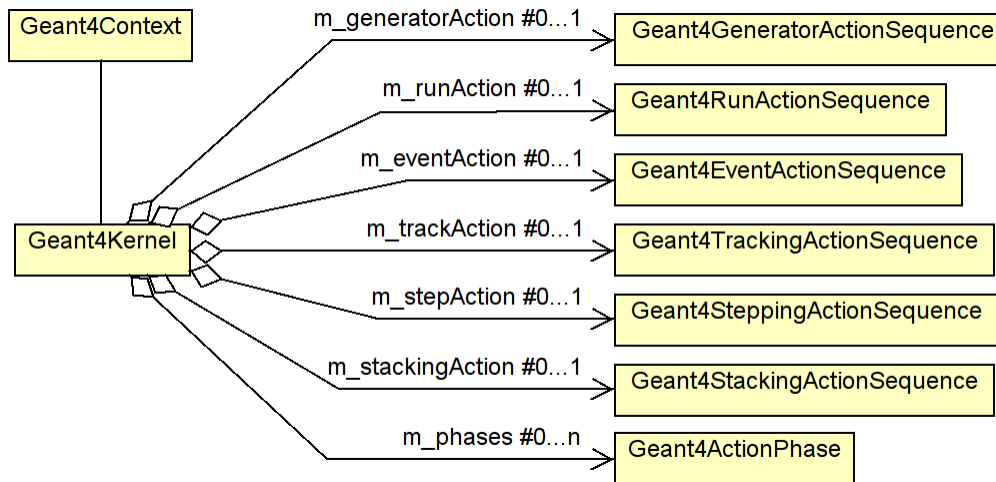 Geant4Context
m_generatorAction #0...1
Geant4GeneratorActionSequence
m_runAction #0...1
Geant4RunActionSequence
m_eventAction #0...1
Geant4EventActionSequence
Geant4Kernel
m_trackAction #0...1
Geant4TrackingActionSequence
m_stepAction #0...1
Geant4SteppingActionSequence
m_stackingAction #0...1
Geant4StackingActionSequence
m_phases #0...n
Geant4ActionPhase